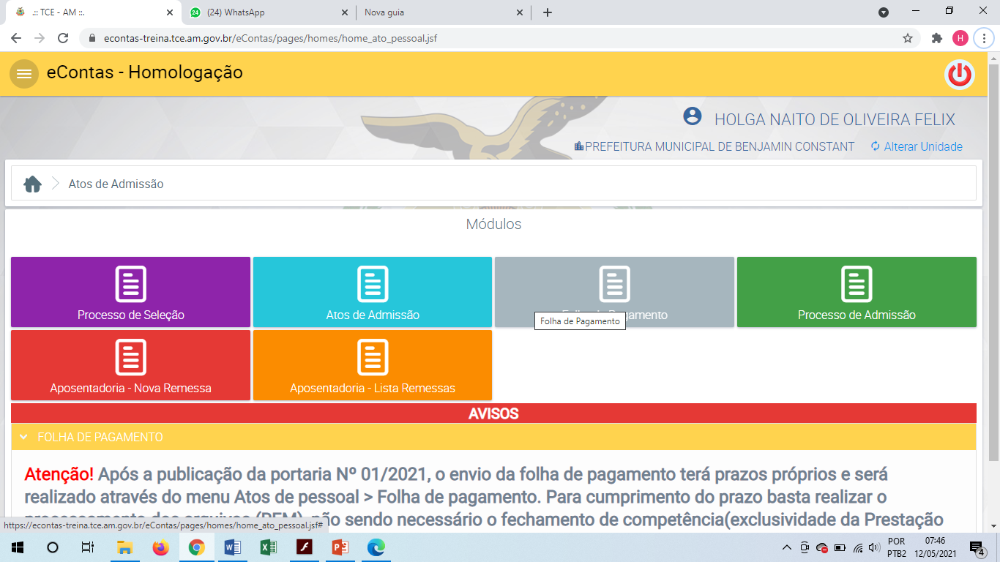 .:: TCE - AM ::.
(24) WhatsApp
Nova guia
econtas-treina.tce.am.gov.br/eContas/pages/homes/home_ato_pessoal.jsf
H
eContas - Homologação
HOLGA NAITO DE OLIVEIRA FELIX
PREFEITURA MUNICIPAL DE BENJAMIN CONSTANT
Alterar Unidade
Atos de Admissão
Módulos
Processo de Seleção
Atos de Admissão
Folha de Pagamento
Processo de Admissão
Folha de Pagamento
Aposentadoria - Nova Remessa
Aposentadoria - Lista Remessas
AVISOS
FOLHA DE PAGAMENTO
Atenção! Após a publicação da portaria Nº 01/2021, o envio da folha de pagamento terá prazos próprios e será
realizado através do menu Atos de pessoal > Folha de pagamento. Para cumprimento do prazo basta realizar o
processamento dos arquivos (REM), não sendo necessário o fechamento de competência(exclusividade da Prestação
https://econtas-treina.tce.am.gov.br/eContas/pages/homes/home_ato_pessoal.jsf#
POR
PTB2
07:46
12/05/2021
4